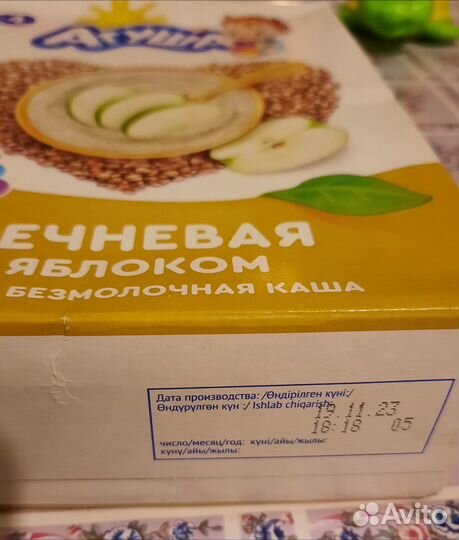 Агуша
ЕЧНЕВАЯ
ЯБЛОКОМ
БЕЗМОЛОЧНАЯ КАША
Дата производства: /Өндірілген күні:/
Өндүрүлгөн күн :/ Ishlab chiqarish
.11.23
18:18 05
число/месяц/год: күні/айы/жылы:
күнү/айы/жылы:
Avito